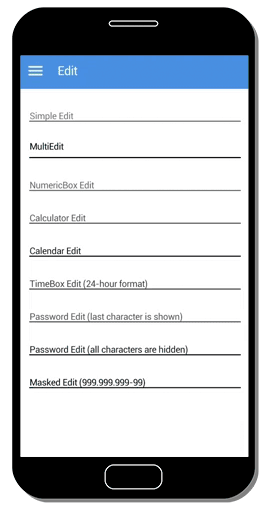 Edit
Simple Edit
MultiEdit
NumericBox Edit
Calculator Edit
Calendar Edit
TimeBox Edit (24-hour format)
Password Edit (last character is shown)
Password Edit (all characters are hidden)
Masked Edit (999.999.999-99)